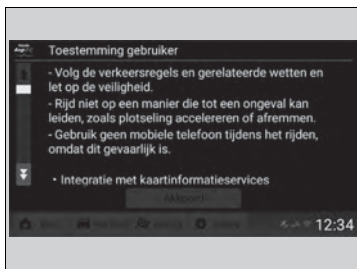 Toestemming gebruiker
- Volg de verkeersregels en gerelateerde wetten en
let op de veiligheid.
- Rijd niet op een manier die tot een ongeval kan
leiden, zoals plotseling accelereren of afremmen.
- Gebruik geen mobiele telefoon tijdens het rijden,
omdat dit gevaarlijk is.
• Integratie met kaartinformatieservices
Akkoord
12:34